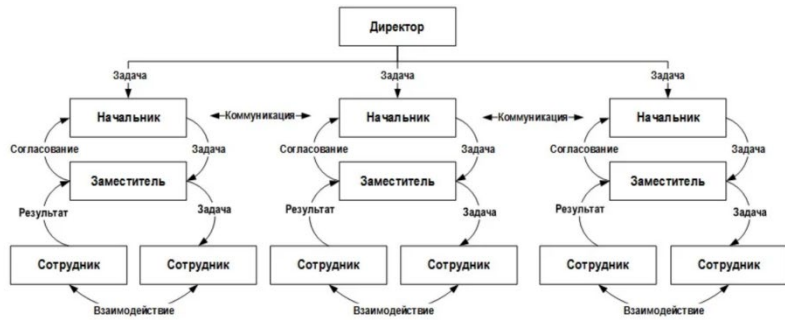 Директор
Задача Задача Задача
Начальник Коммуникация Начальник Коммуникация Начальник
Согласование Задача Согласование Задача Согласование Задача
Заместитель Заместитель Заместитель
Результат Задача Результат Задача Результат Задача
Сотрудник Сотрудник Сотрудник Сотрудник Сотрудник Сотрудник
Взаимодействие Взаимодействие Взаимодействие